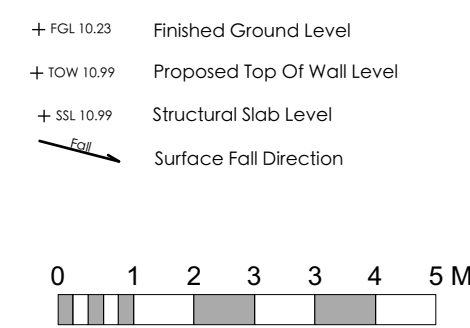 + FGL 10.23 Finished Ground Level
+ TOW 10.99 Proposed Top Of Wall Level
+ SSL 10.99 Structural Slab Level
Fall Surface Fall Direction
0 1 2 3 3 4 5 M